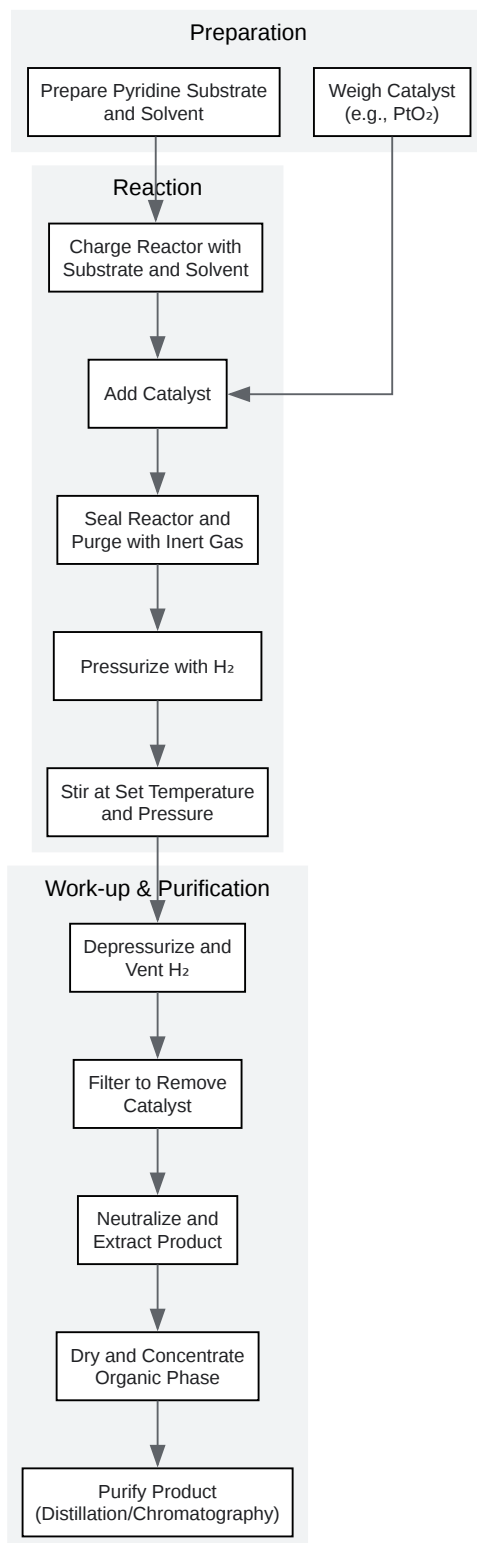 Preparation
Prepare Pyridine Substrate
and Solvent
Weigh Catalyst
(e.g., PtO₂)
Reaction
Charge Reactor with
Substrate and Solvent
Add Catalyst
Seal Reactor and
Purge with Inert Gas
Pressurize with H₂
Stir at Set Temperature
and Pressure
Work-up & Purification
Depressurize and
Vent H₂
Filter to Remove
Catalyst
Neutralize and
Extract Product
Dry and Concentrate
Organic Phase
Purify Product
(Distillation/Chromatography)